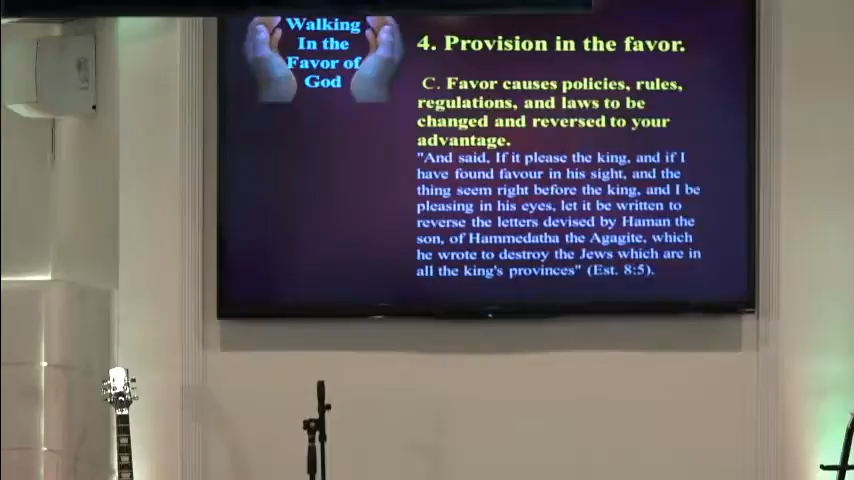 Walking
In the
Favor of
God
4. Provision in the favor.
C. Favor causes policies, rules,
regulations, and laws to be
changed and reversed to your
advantage.
"And said, If it please the king, and if I
have found favour in his sight, and the
thing seem right before the king, and I be
pleasing in his eyes, let it be written to
reverse the letters devised by Haman the
son, of Hammedatha the Agagite, which
he wrote to destroy the Jews which are in
all the king's provinces" (Est. 8:5).